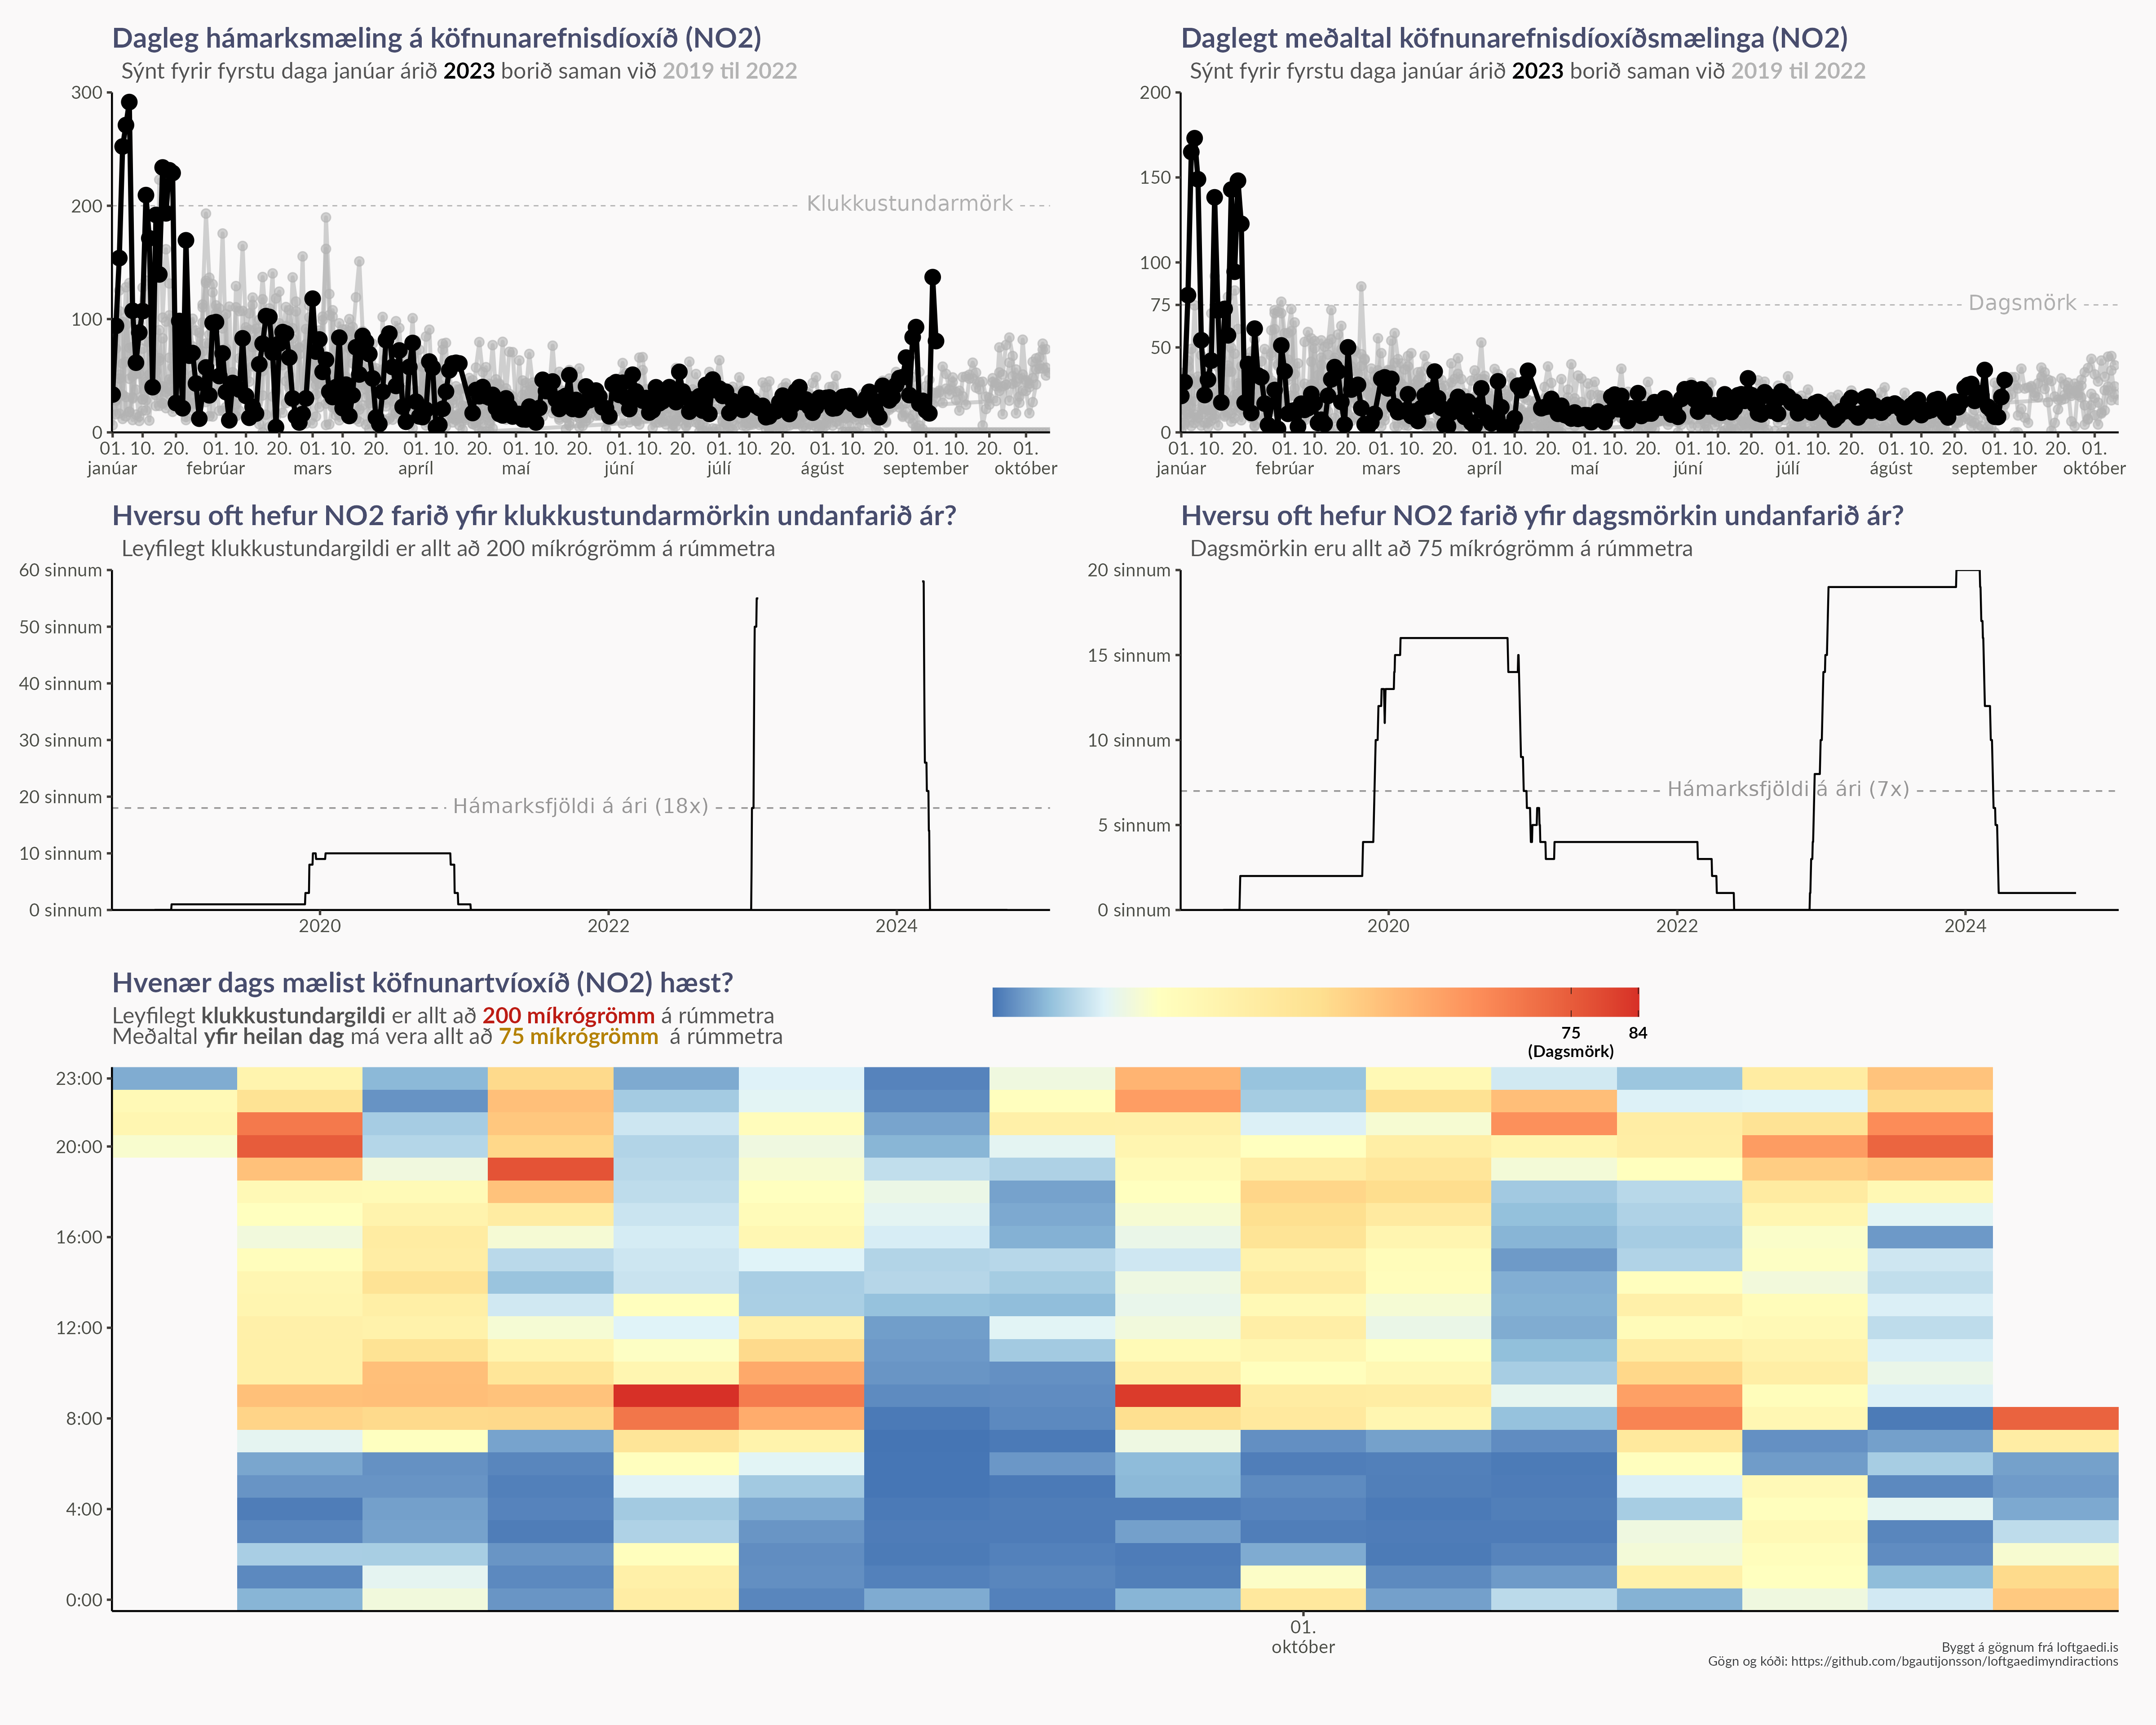 Dagleg hámarksmæling á köfnunarefnisdíoxíð (NO2)
Sýnt fyrir fyrstu daga janúar árið 2023 borið saman við 2019 til 2022
300
200
100
0
Klukkustundarmörk
01. 10. 20. 01. 10. 20. 01. 10. 20. 01. 10. 20. 01. 10. 20. 01. 10. 20. 01. 10. 20. 01. 10. 20. 01. 10. 20. 01.
janúar febrúar mars apríl maí júní júlí ágúst september október
Daglegt meðaltal köfnunarefnisdíoxíðsmælinga (NO2)
Sýnt fyrir fyrstu daga janúar árið 2023 borið saman við 2019 til 2022
200
150
100
75
50
0
Dagsmörk
01. 10. 20. 01. 10. 20. 01. 10. 20. 01. 10. 20. 01. 10. 20. 01. 10. 20. 01. 10. 20. 01. 10. 20. 01. 10. 20. 01.
janúar febrúar mars apríl maí júní júlí ágúst september október
Hversu oft hefur NO2 farið yfir klukkustundarmörkin undanfarið ár?
Leyfilegt klukkustundargildi er allt að 200 míkrógrömm á rúmmetra
60 sinnum
50 sinnum
40 sinnum
30 sinnum
20 sinnum
10 sinnum
0 sinnum
Hámarksfjöldi á ári (18x)
2020 2022 2024
Hversu oft hefur NO2 farið yfir dagsmörkin undanfarið ár?
Dagsmörkin eru allt að 75 míkrógrömm á rúmmetra
20 sinnum
15 sinnum
10 sinnum
5 sinnum
0 sinnum
Hámarksfjöldi á ári (7x)
2020 2022 2024
Hvenær dags mælist köfnunartvíoxíð (NO2) hæst?
Leyfilegt klukkustundargildi er allt að 200 míkrógrömm á rúmmetra
Meðaltal yfir heilan dag má vera allt að 75 míkrógrömm á rúmmetra
75 84
(Dagsmörk)
23:00
20:00
16:00
12:00
8:00
4:00
0:00
01.
október
Byggt á gögnum frá loftgaedi.is
Gögn og kóði: https://github.com/bgautijonsson/loftgaedimyndiractions